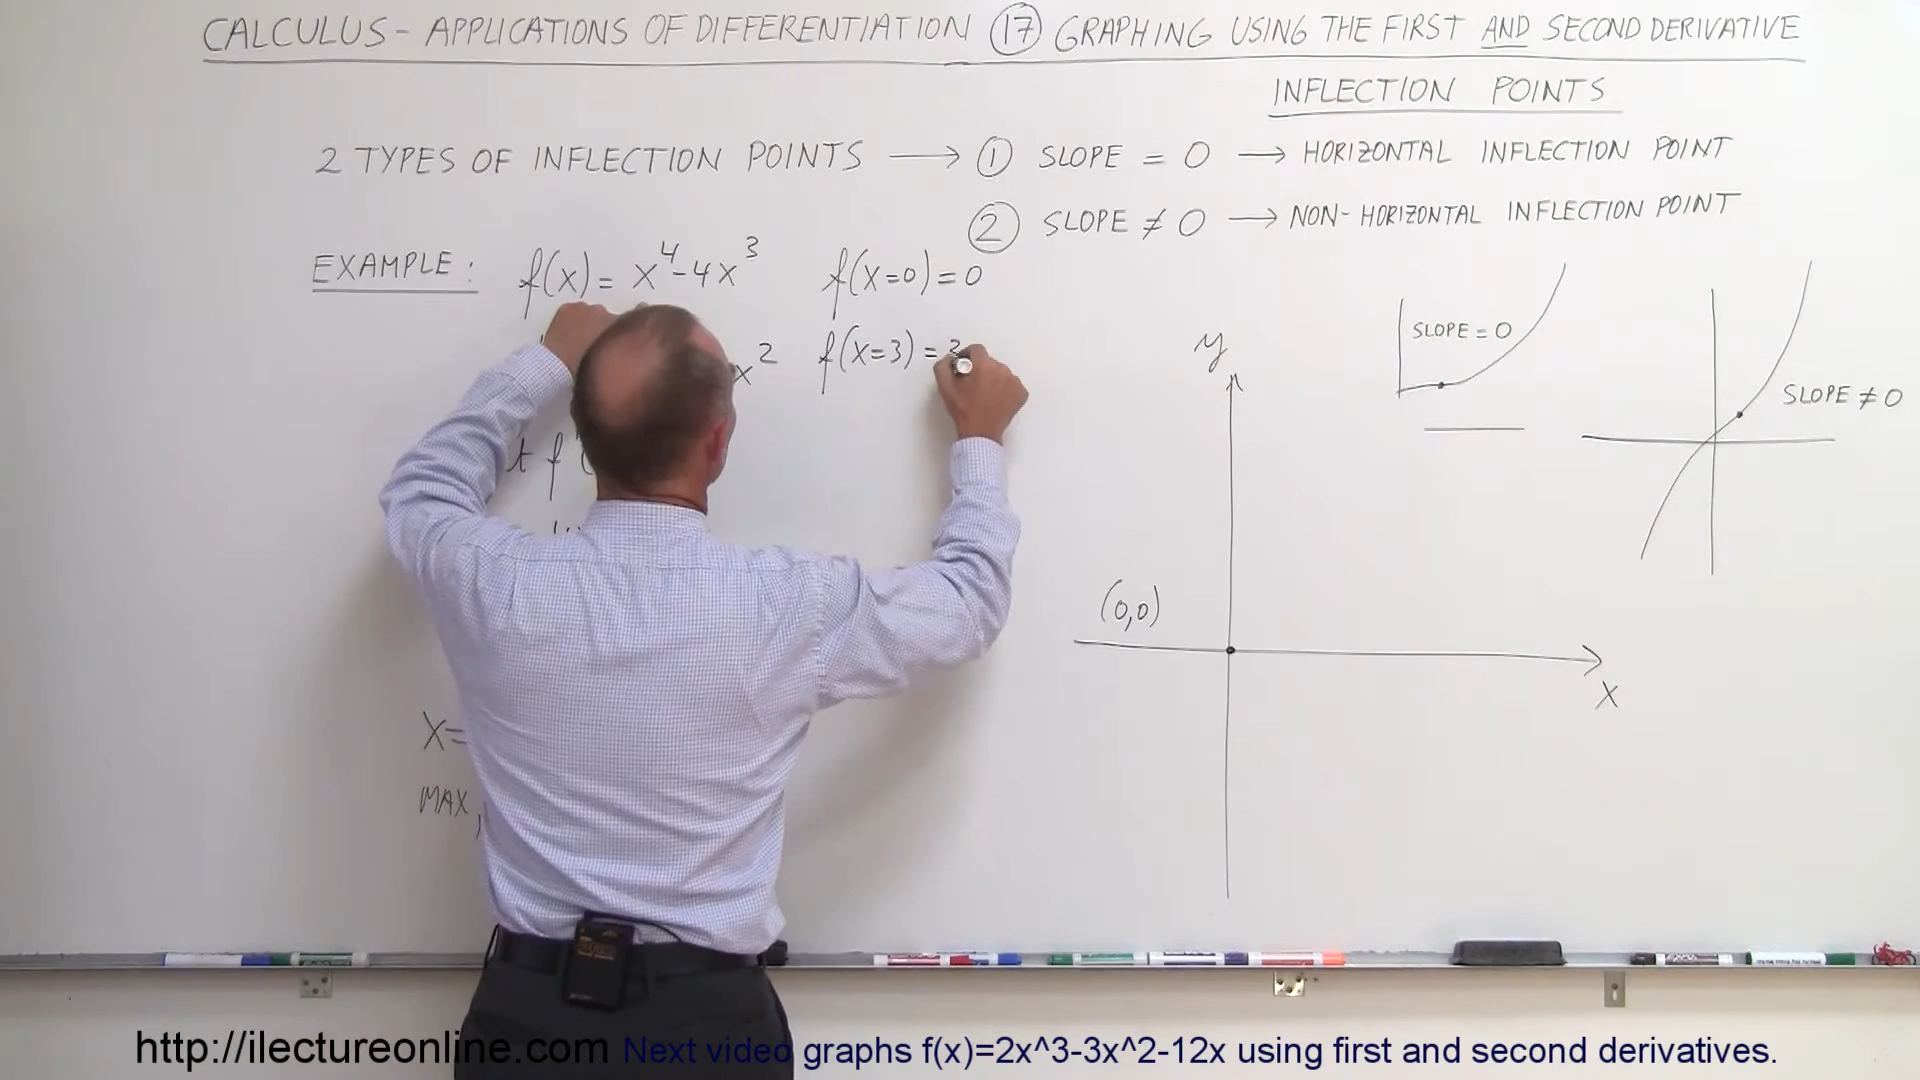 CALCULUS - APPLICATIONS OF DIFFERENTIATION ⑰ GRAPHING USING THE FIRST AND SECOND DERIVATIVE
INFLECTION POINTS
2 TYPES OF INFLECTION POINTS → ① SLOPE = 0 → HORIZONTAL INFLECTION POINT
② SLOPE ≠ 0 → NON-HORIZONTAL INFLECTION POINT
EXAMPLE: f(x) = x⁴-4x³ f(x=0)=0
x² f(x=3)=3
SLOPE = 0
SLOPE ≠ 0
y
(0,0)
x
X=
MAX,
http://ilectureonline.com Next video graphs f(x)=2x^3-3x^2-12x using first and second derivatives.